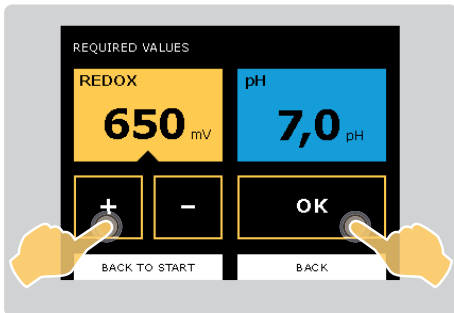 REQUIRED VALUES
REDOX
650 mV
pH
7,0 pH
+
-
OK
BACK TO START
BACK